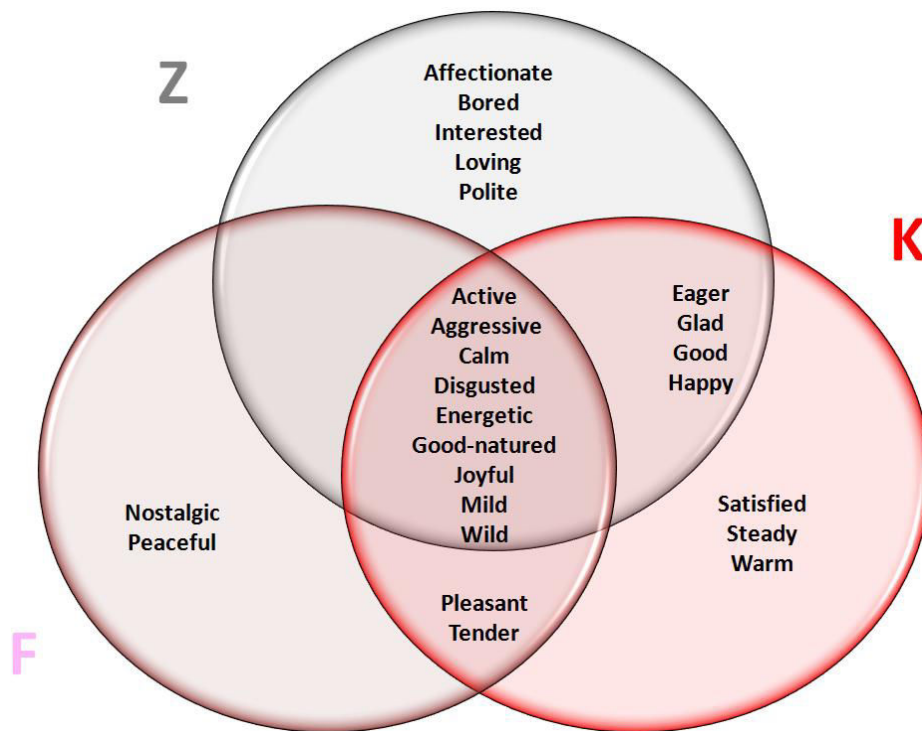 Z
Affectionate
Bored
Interested
Loving
Polite
K
Active
Aggressive
Calm
Disgusted
Energetic
Good-natured
Joyful
Mild
Wild
Eager
Glad
Good
Happy
Nostalgic
Peaceful
Satisfied
Steady
Warm
Pleasant
Tender
F